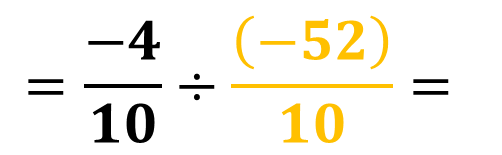 = −4/10 ÷ (−52)/10 =